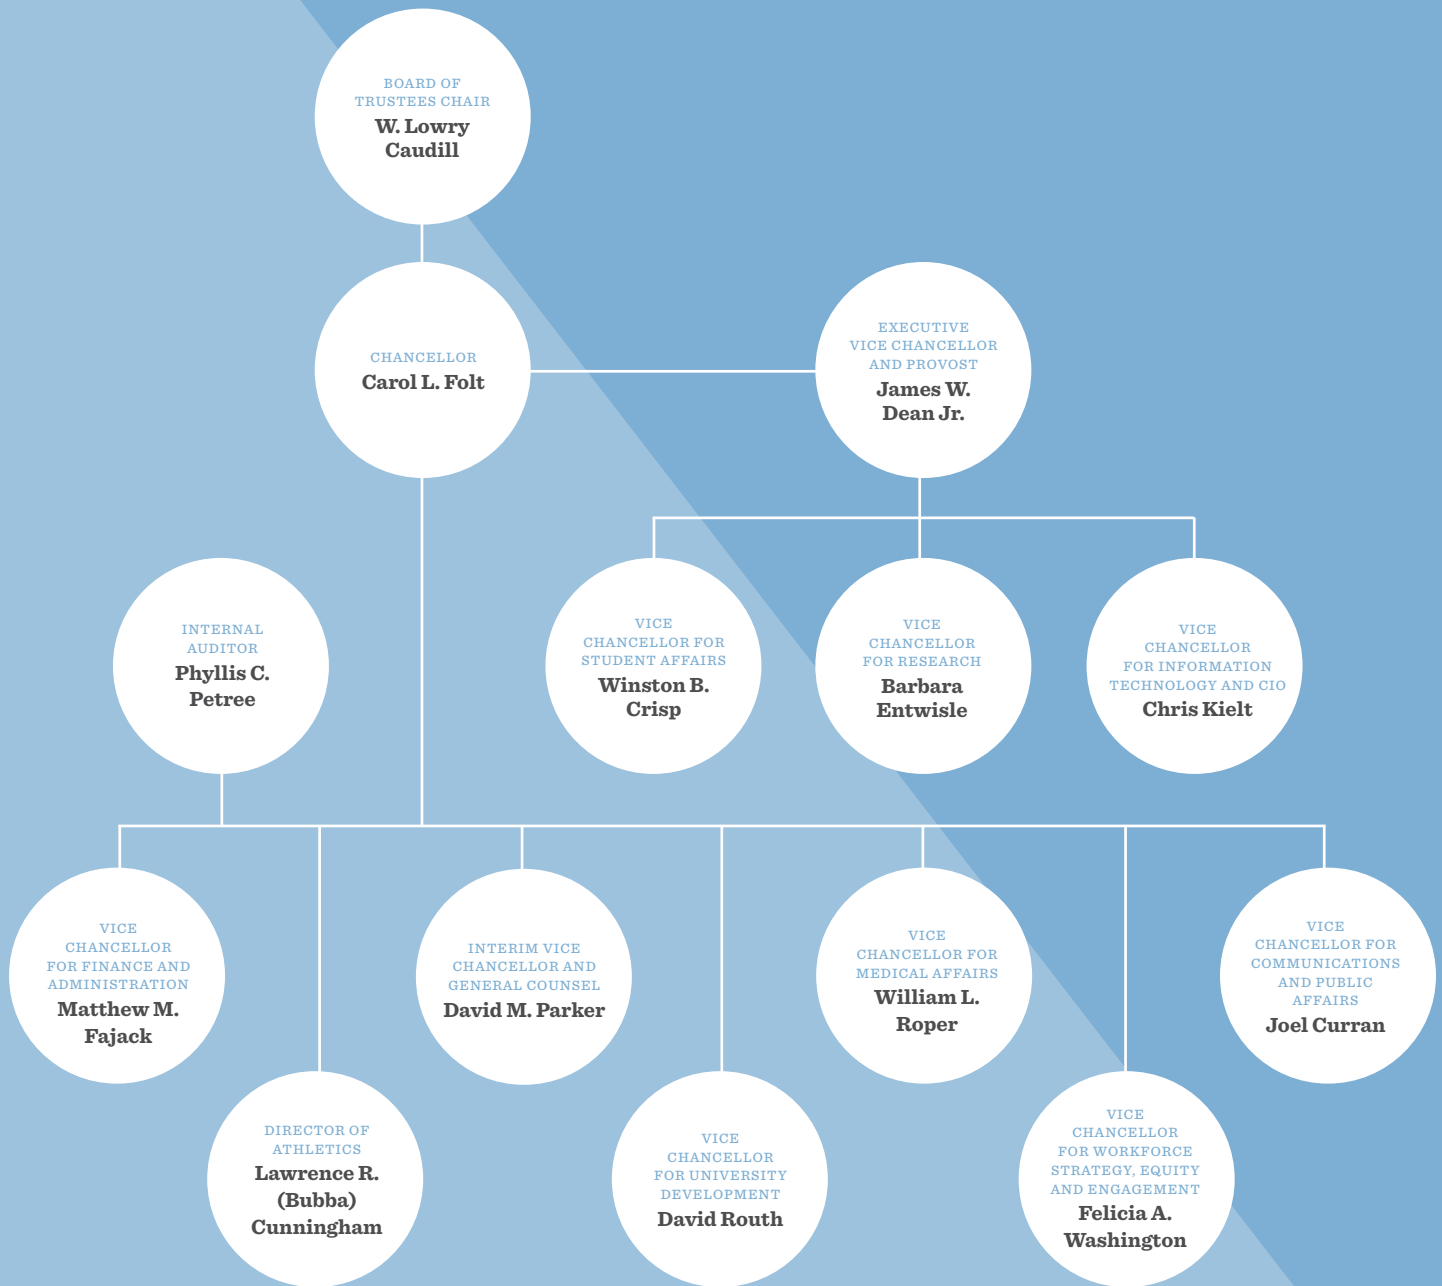 BOARD OF
TRUSTEES CHAIR
W. Lowry
Caudill
CHANCELLOR
Carol L. Folt
EXECUTIVE
VICE CHANCELLOR
AND PROVOST
James W.
Dean Jr.
INTERNAL
AUDITOR
Phyllis C.
Petree
VICE
CHANCELLOR FOR
STUDENT AFFAIRS
Winston B.
Crisp
VICE
CHANCELLOR
FOR RESEARCH
Barbara
Entwisle
VICE
CHANCELLOR
FOR INFORMATION
TECHNOLOGY AND CIO
Chris Kielt
VICE
CHANCELLOR
FOR FINANCE AND
ADMINISTRATION
Matthew M.
Fajack
INTERIM VICE
CHANCELLOR AND
GENERAL COUNSEL
David M. Parker
VICE
CHANCELLOR FOR
MEDICAL AFFAIRS
William L.
Roper
VICE
CHANCELLOR FOR
COMMUNICATIONS
AND PUBLIC
AFFAIRS
Joel Curran
DIRECTOR OF
ATHLETICS
Lawrence R.
(Bubba)
Cunningham
VICE
CHANCELLOR
FOR UNIVERSITY
DEVELOPMENT
David Routh
VICE
CHANCELLOR
FOR WORKFORCE
STRATEGY, EQUITY
AND ENGAGEMENT
Felicia A.
Washington